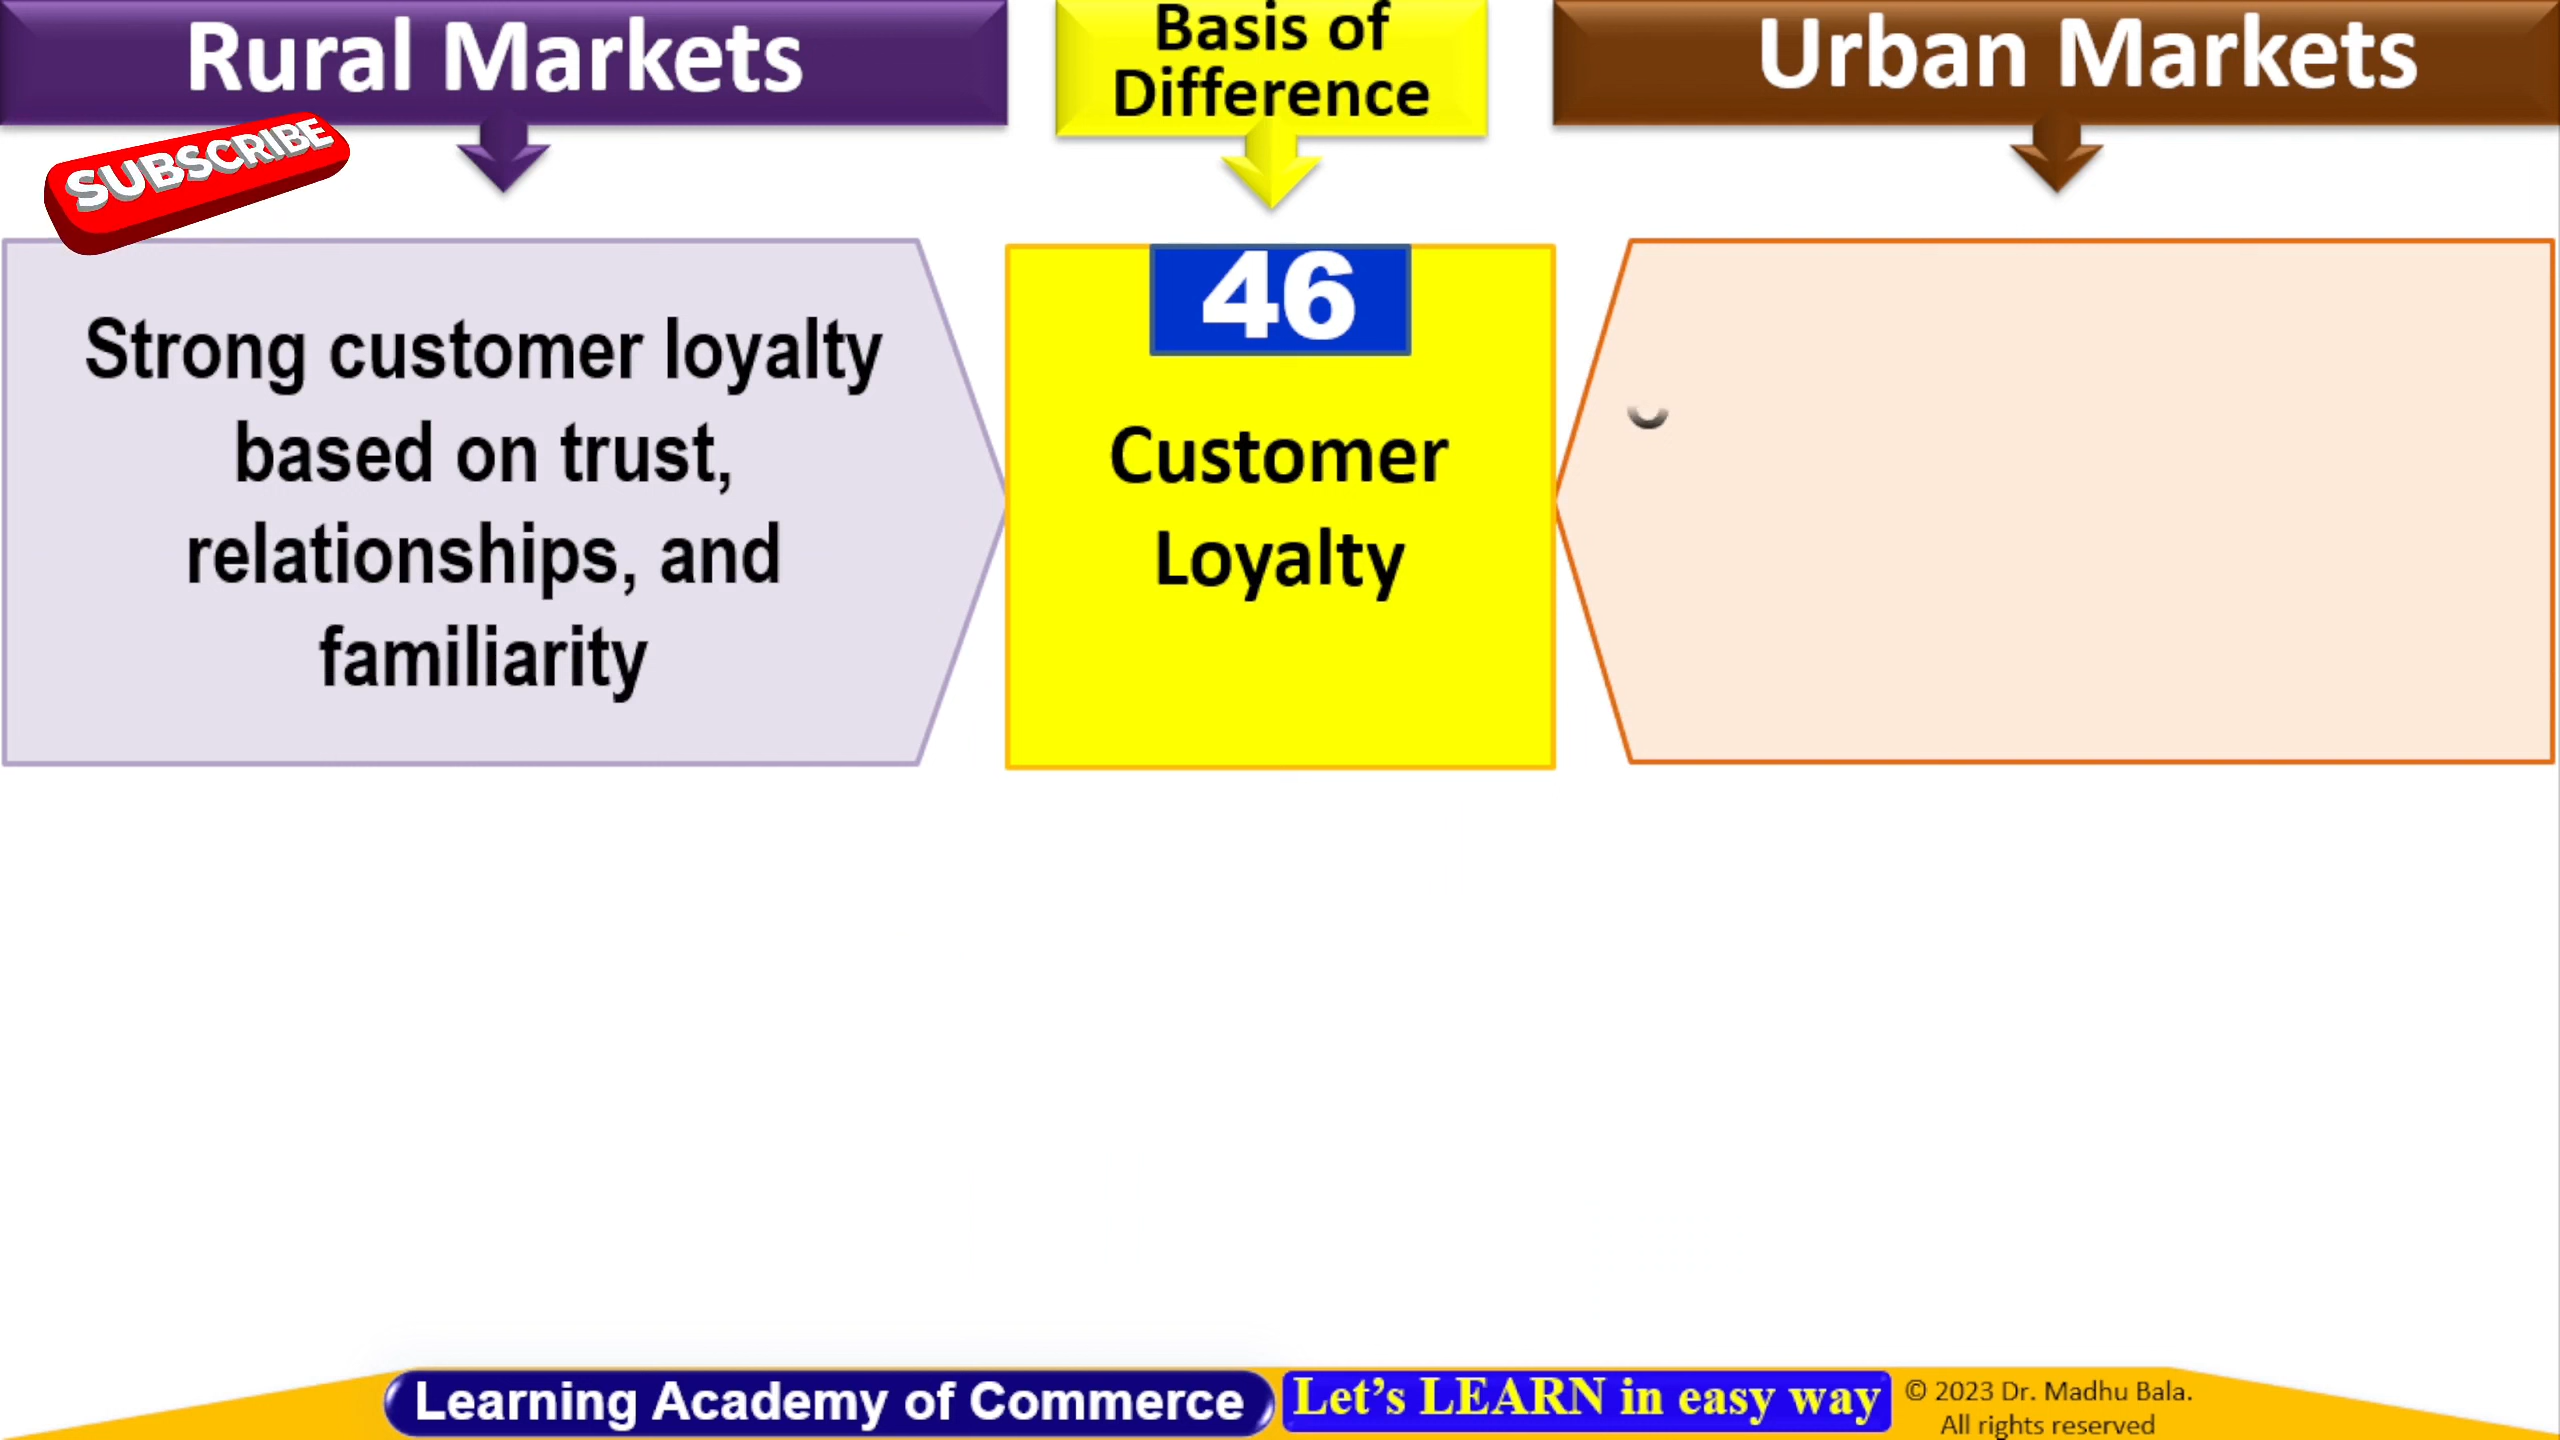 Rural Markets
Basis of
Difference
Urban Markets
SUBSCRIBE
Strong customer loyalty
based on trust,
relationships, and
familiarity
46
Customer
Loyalty
Learning Academy of Commerce
Let’s LEARN in easy way
© 2023 Dr. Madhu Bala.
All rights reserved